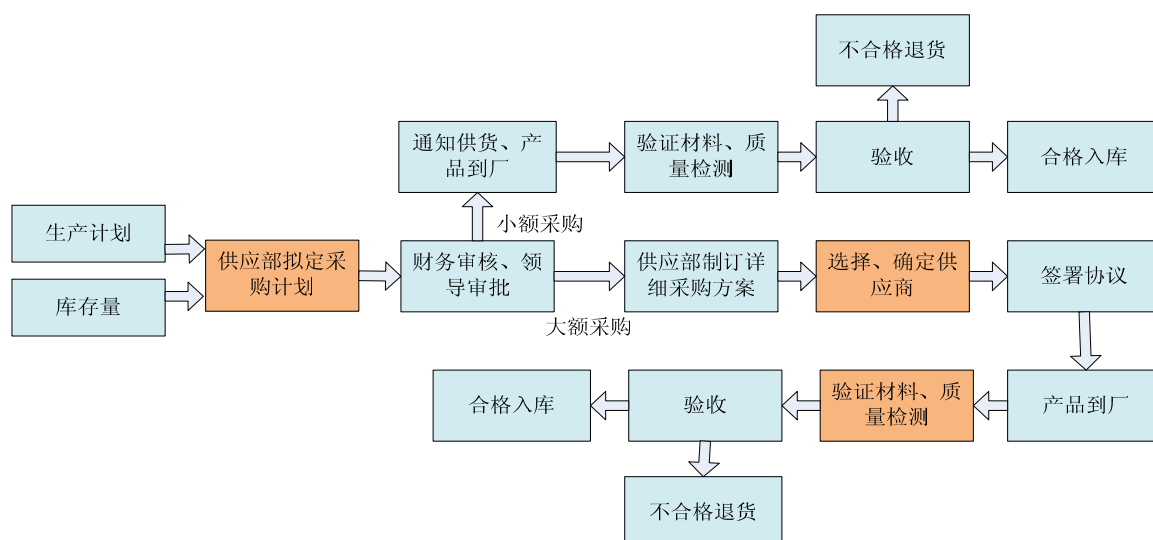 不合格退货
通知供货、产
品到厂
验证材料、质
量检测
验收
合格入库
小额采购
生产计划
库存量
供应部拟定采
购计划
财务审核、领
导审批
供应部制订详
细采购方案
选择、确定供
应商
签署协议
大额采购
合格入库
验收
验证材料、质
量检测
产品到厂
不合格退货